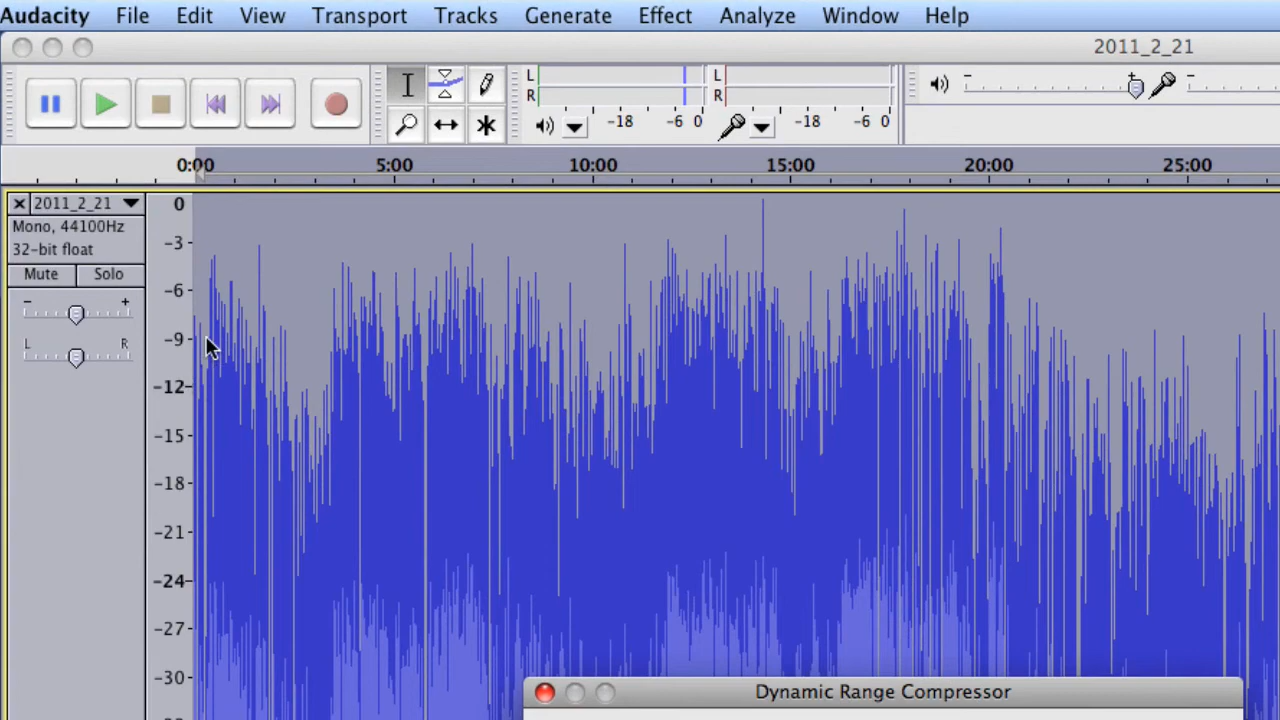 Audacity File Edit View Transport Tracks Generate Effect Analyze Window Help
2011_2_21
L
R
-18 -6 0
L
R
-18 -6 0
- +
-
0:00 5:00 10:00 15:00 20:00 25:00
2011_2_21
Mono, 44100Hz
32-bit float
Mute Solo
- +
L R
0
-3
-6
-9
-12
-15
-18
-21
-24
-27
-30
Dynamic Range Compressor